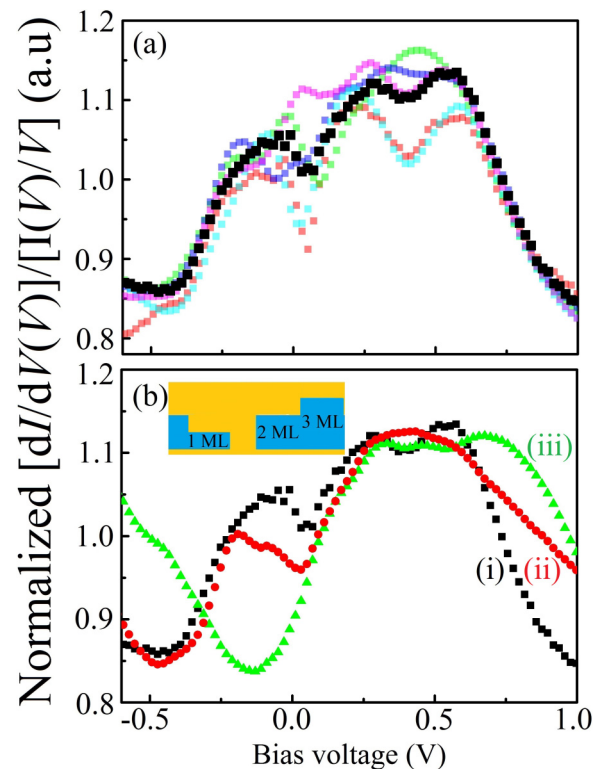 Normalized [dI/dV(V)]/[I(V)/V] (a.u)
(a)
1.2
1.1
1.0
0.9
0.8
(b)
1 ML
2 ML
3 ML
(iii)
(i)
(ii)
1.2
1.1
1.0
0.9
0.8
-0.5
0.0
0.5
1.0
Bias voltage (V)